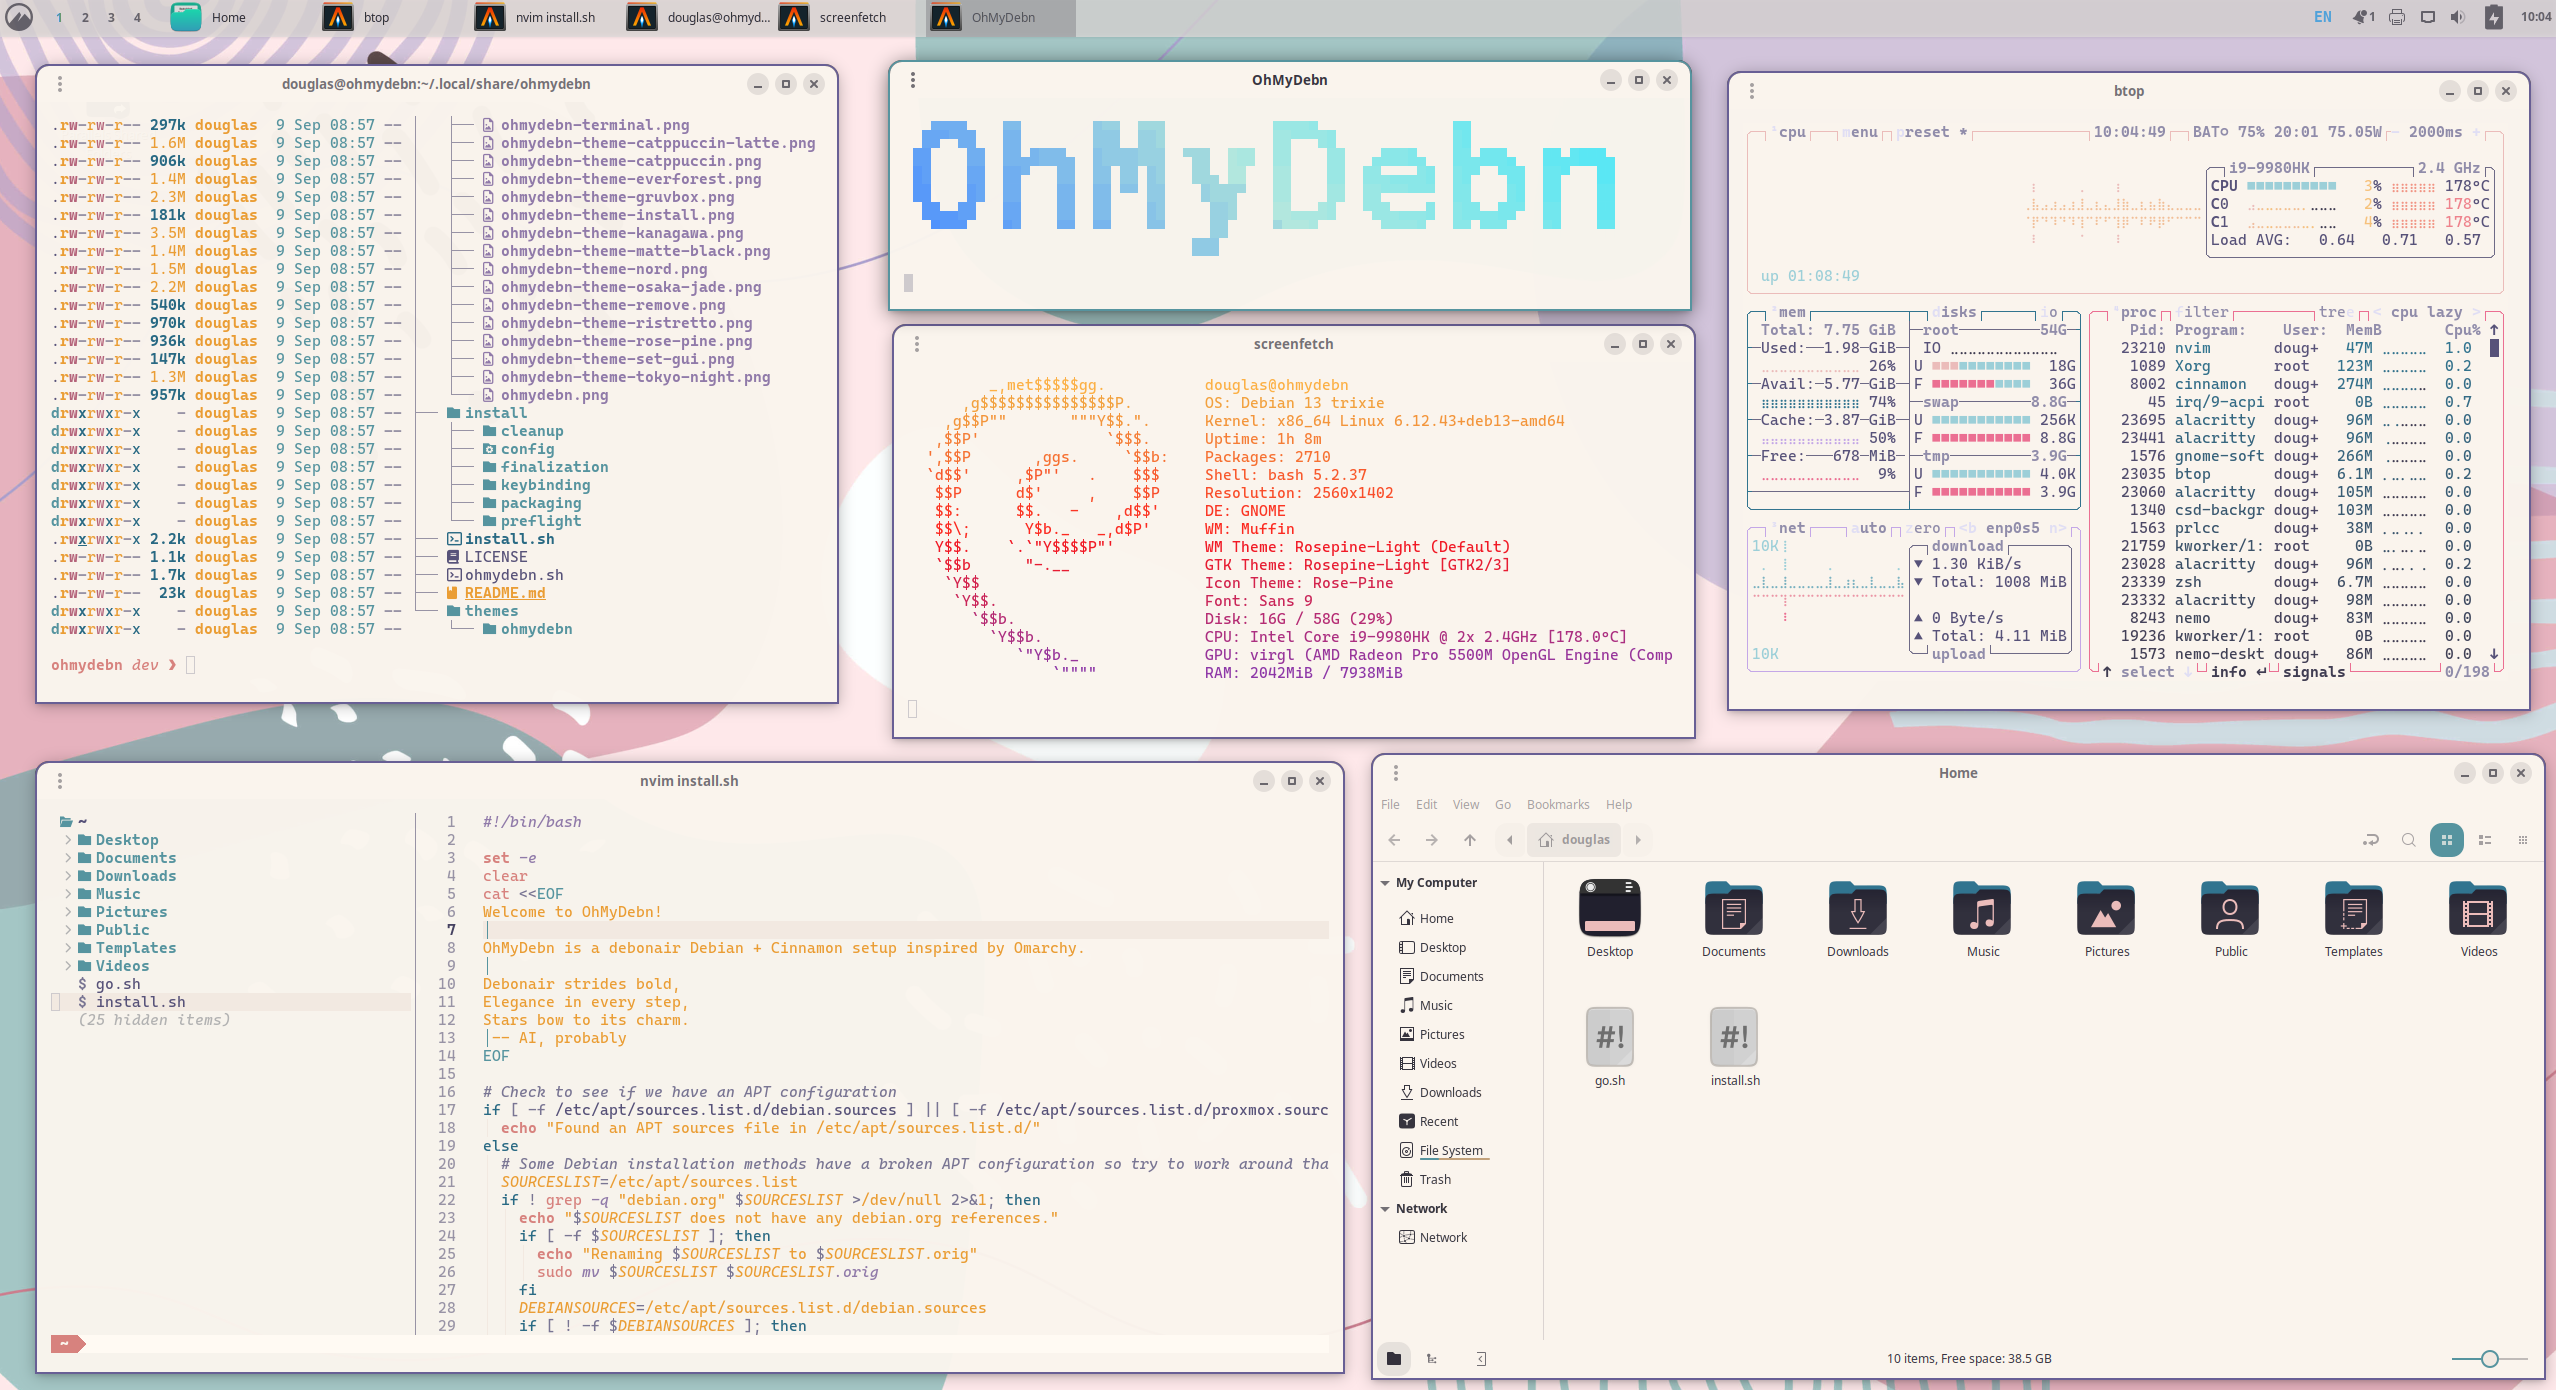 1 2 3 4 Home btop nvim install.sh douglas@ohmyd... screenfetch OhMyDebn EN 1 10:04
douglas@ohmydebn:~/.local/share/ohmydebn
.rw-rw-r-- 297k douglas 9 Sep 08:57 -- ohmydebn-terminal.png
.rw-rw-r-- 1.6M douglas 9 Sep 08:57 -- ohmydebn-theme-catppuccin-latte.png
.rw-rw-r-- 906k douglas 9 Sep 08:57 -- ohmydebn-theme-catppuccin.png
.rw-rw-r-- 1.4M douglas 9 Sep 08:57 -- ohmydebn-theme-everforest.png
.rw-rw-r-- 2.3M douglas 9 Sep 08:57 -- ohmydebn-theme-gruvbox.png
.rw-rw-r-- 181k douglas 9 Sep 08:57 -- ohmydebn-theme-install.png
.rw-rw-r-- 3.5M douglas 9 Sep 08:57 -- ohmydebn-theme-kanagawa.png
.rw-rw-r-- 1.4M douglas 9 Sep 08:57 -- ohmydebn-theme-matte-black.png
.rw-rw-r-- 1.5M douglas 9 Sep 08:57 -- ohmydebn-theme-nord.png
.rw-rw-r-- 2.2M douglas 9 Sep 08:57 -- ohmydebn-theme-osaka-jade.png
.rw-rw-r-- 540k douglas 9 Sep 08:57 -- ohmydebn-theme-remove.png
.rw-rw-r-- 970k douglas 9 Sep 08:57 -- ohmydebn-theme-ristretto.png
.rw-rw-r-- 936k douglas 9 Sep 08:57 -- ohmydebn-theme-rose-pine.png
.rw-rw-r-- 147k douglas 9 Sep 08:57 -- ohmydebn-theme-set-gui.png
.rw-rw-r-- 1.3M douglas 9 Sep 08:57 -- ohmydebn-theme-tokyo-night.png
.rw-rw-r-- 957k douglas 9 Sep 08:57 -- ohmydebn.png
drwxrwxr-x - douglas 9 Sep 08:57 -- install
drwxrwxr-x - douglas 9 Sep 08:57 -- cleanup
drwxrwxr-x - douglas 9 Sep 08:57 -- config
drwxrwxr-x - douglas 9 Sep 08:57 -- finalization
drwxrwxr-x - douglas 9 Sep 08:57 -- keybinding
drwxrwxr-x - douglas 9 Sep 08:57 -- packaging
drwxrwxr-x - douglas 9 Sep 08:57 -- preflight
.rwxrwxr-x 2.2k douglas 9 Sep 08:57 -- install.sh
.rw-rw-r-- 1.1k douglas 9 Sep 08:57 -- LICENSE
.rw-rw-r-- 1.7k douglas 9 Sep 08:57 -- ohmydebn.sh
.rw-rw-r-- 23k douglas 9 Sep 08:57 -- README.md
drwxrwxr-x - douglas 9 Sep 08:57 -- themes
drwxrwxr-x - douglas 9 Sep 08:57 -- ohmydebn
ohmydebn dev ❯
OhMyDebn
OhMyDebn
screenfetch
_,met$$$$$gg.
,g$$$$$$$$$$$$$$$P.
,g$$P"" """Y$$.".
,$$P' `$$$.
',$$P ,ggs. `$$b:
`d$$' ,$P"' . $$$
$$P d$' , $$P
$$: $$. - ,d$$'
$$\; Y$b._ _,d$P'
Y$$. `.`"Y$$$$P"'
`$$b "-.__
`Y$$
`Y$$.
`$$b.
`Y$$b.
`"Y$b._
`""""
douglas@ohmydebn
OS: Debian 13 trixie
Kernel: x86_64 Linux 6.12.43+deb13-amd64
Uptime: 1h 8m
Packages: 2710
Shell: bash 5.2.37
Resolution: 2560x1402
DE: GNOME
WM: Muffin
WM Theme: Rosepine-Light (Default)
GTK Theme: Rosepine-Light [GTK2/3]
Icon Theme: Rose-Pine
Font: Sans 9
Disk: 16G / 58G (29%)
CPU: Intel Core i9-9980HK @ 2x 2.4GHz [178.0°C]
GPU: virgl (AMD Radeon Pro 5500M OpenGL Engine (Comp
RAM: 2042MiB / 7938MiB
btop
¹cpu menu preset * 10:04:49 BAT○ 75% 20:01 75.05W - 2000ms +
i9-9980HK 2.4 GHz
CPU 3% 178°C
C0 2% 178°C
C1 4% 178°C
Load AVG: 0.64 0.71 0.57
up 01:08:49
²mem disks io
Total: 7.75 GiB
Used: 1.98 GiB
26%
Avail: 5.77 GiB
74%
Cache: 3.87 GiB
50%
Free: 678 MiB
9%
root 54G
IO
U 18G
F 36G
swap 8.8G
U 256K
F 8.8G
tmp 3.9G
U 4.0K
F 3.9G
³net auto zero <b enp0s5 n>
10K
10K
download
▼ 1.30 KiB/s
▼ Total: 1008 MiB
▲ 0 Byte/s
▲ Total: 4.11 MiB
upload
⁴proc filter tree < cpu lazy >
Pid: Program: User: MemB Cpu% ↑
23210 nvim doug+ 47M 1.0
1089 Xorg root 123M 0.2
8002 cinnamon doug+ 274M 0.0
45 irq/9-acpi root 0B 0.7
23695 alacritty doug+ 96M 0.0
23441 alacritty doug+ 96M 0.0
1576 gnome-soft doug+ 266M 0.0
23035 btop doug+ 6.1M 0.2
23060 alacritty doug+ 105M 0.0
1340 csd-backgr doug+ 103M 0.0
1563 prlcc doug+ 38M 0.0
21759 kworker/1: root 0B 0.0
23028 alacritty doug+ 96M 0.2
23339 zsh doug+ 6.7M 0.0
23332 alacritty doug+ 98M 0.0
8243 nemo doug+ 83M 0.0
19236 kworker/1: root 0B 0.0
1573 nemo-deskt doug+ 86M 0.0 ↓
↑ select ↓ info ↵ signals 0/198
nvim install.sh
~
Desktop
Documents
Downloads
Music
Pictures
Public
Templates
Videos
$ go.sh
$ install.sh
(25 hidden items)
1 #!/bin/bash
2
3 set -e
4 clear
5 cat <<EOF
6 Welcome to OhMyDebn!
7
8 OhMyDebn is a debonair Debian + Cinnamon setup inspired by Omarchy.
9
10 Debonair strides bold,
11 Elegance in every step,
12 Stars bow to its charm.
13 -- AI, probably
14 EOF
15
16 # Check to see if we have an APT configuration
17 if [ -f /etc/apt/sources.list.d/debian.sources ] || [ -f /etc/apt/sources.list.d/proxmox.sourc
18 echo "Found an APT sources file in /etc/apt/sources.list.d/"
19 else
20 # Some Debian installation methods have a broken APT configuration so try to work around tha
21 SOURCESLIST=/etc/apt/sources.list
22 if ! grep -q "debian.org" $SOURCESLIST >/dev/null 2>&1; then
23 echo "$SOURCESLIST does not have any debian.org references."
24 if [ -f $SOURCESLIST ]; then
25 echo "Renaming $SOURCESLIST to $SOURCESLIST.orig"
26 sudo mv $SOURCESLIST $SOURCESLIST.orig
27 fi
28 DEBIANSOURCES=/etc/apt/sources.list.d/debian.sources
29 if [ ! -f $DEBIANSOURCES ]; then
~
Home
File Edit View Go Bookmarks Help
douglas
My Computer
Home
Desktop
Documents
Music
Pictures
Videos
Downloads
Recent
File System
Trash
Network
Network
Desktop Documents Downloads Music Pictures Public Templates Videos
#! #!
go.sh install.sh
10 items, Free space: 38.5 GB